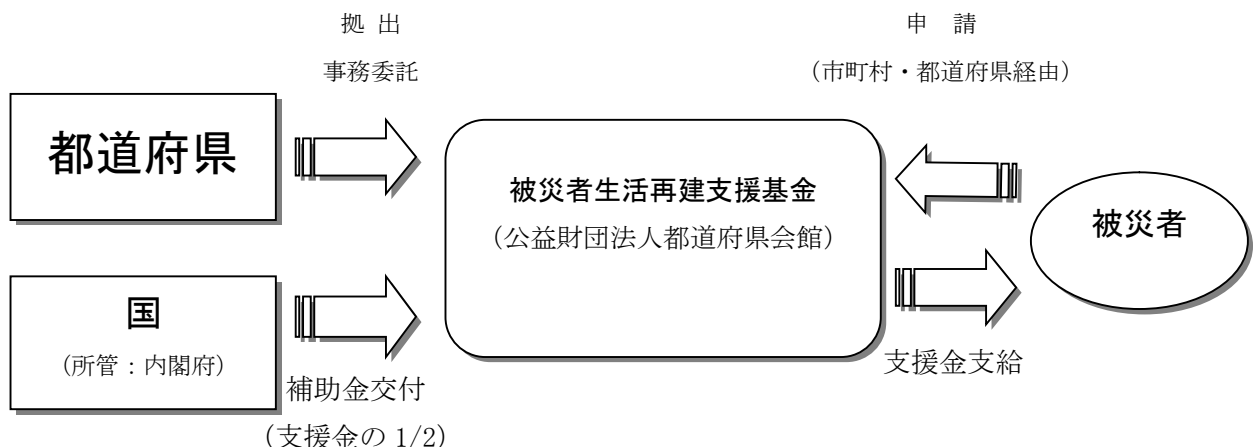 拠 出
事務委託
申 請
（市町村・都道府県経由）
都道府県
被災者生活再建支援基金
（公益財団法人都道府県会館）
被災者
国
（所管：内閣府）
補助金交付
（支援金の 1/2）
支援金支給